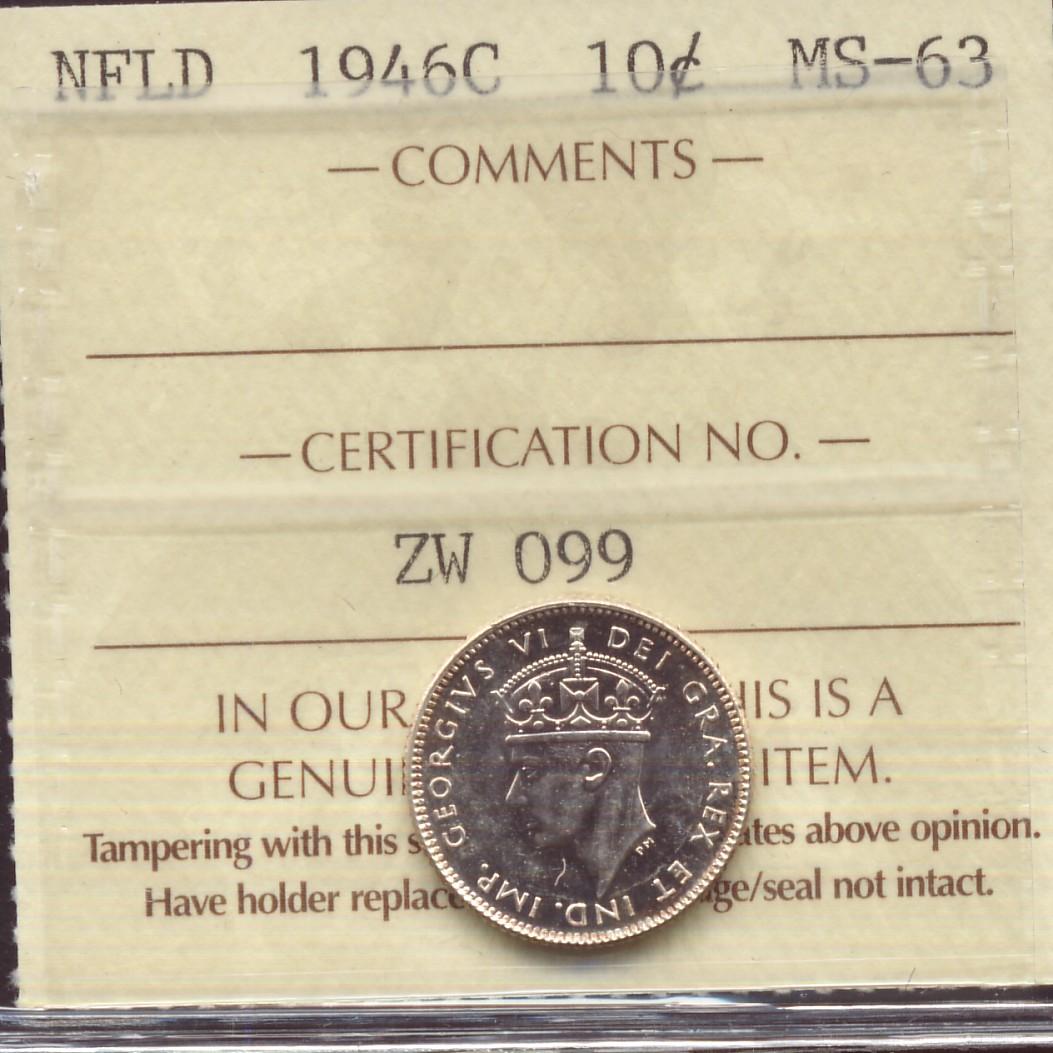 NFLD 1946C 10¢ MS-63
— COMMENTS —
— CERTIFICATION NO. —
ZW 099
IN OUR HIS IS A
GENUI ITEM.
Tampering with this s ates above opinion.
Have holder replace ge/seal not intact.
GEORGIVS VI DEI GRA. REX ET IND. IMP.
PM